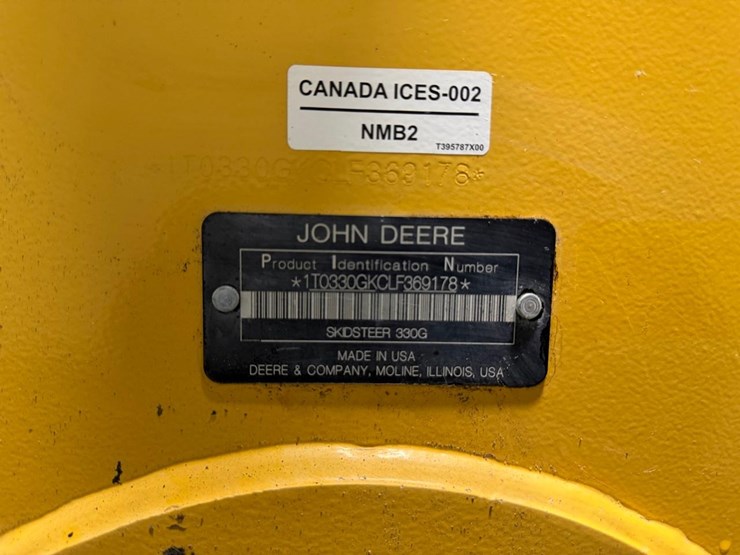 CANADA ICES-002
NMB2
T395787X00
1T0330GKCLF369178*
JOHN DEERE
Product Identification Number
*1T0330GKCLF369178*
SKIDSTEER 330G
MADE IN USA
DEERE & COMPANY, MOLINE, ILLINOIS, USA